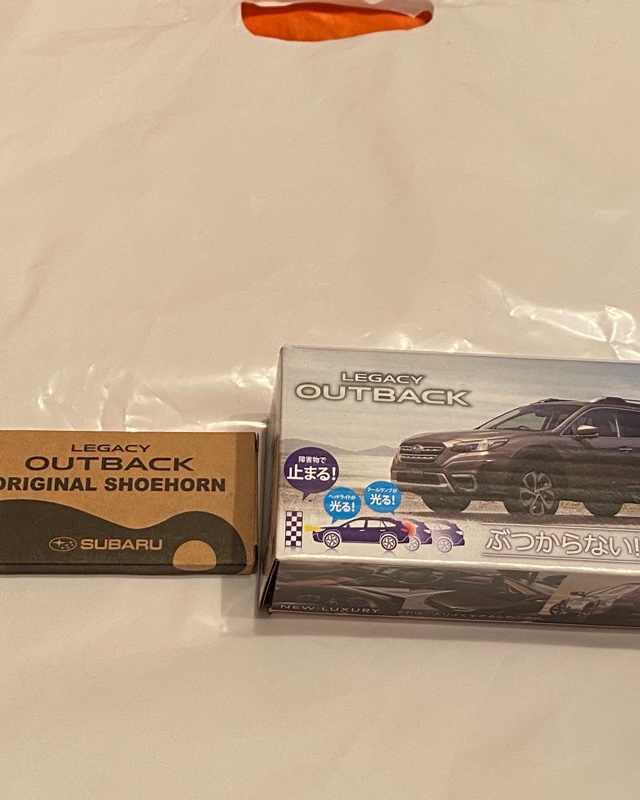 LEGACY
OUTBACK
ORIGINAL SHOEHORN
SUBARU
LEGACY
OUTBACK
障害物で
止まる!
ヘッドライトが
光る!
テールランプが
光る!
ぶつからない!
NEW LUXURY